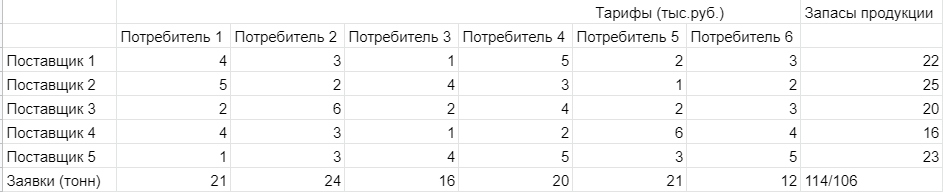 Тарифы (тыс.руб.) Запасы продукции
Потребитель 1 Потребитель 2 Потребитель 3 Потребитель 4 Потребитель 5 Потребитель 6
Поставщик 1 4 3 1 5 2 3 22
Поставщик 2 5 2 4 3 1 2 25
Поставщик 3 2 6 2 4 2 3 20
Поставщик 4 4 3 1 2 6 4 16
Поставщик 5 1 3 4 5 3 5 23
Заявки (тонн) 21 24 16 20 21 12 114/106